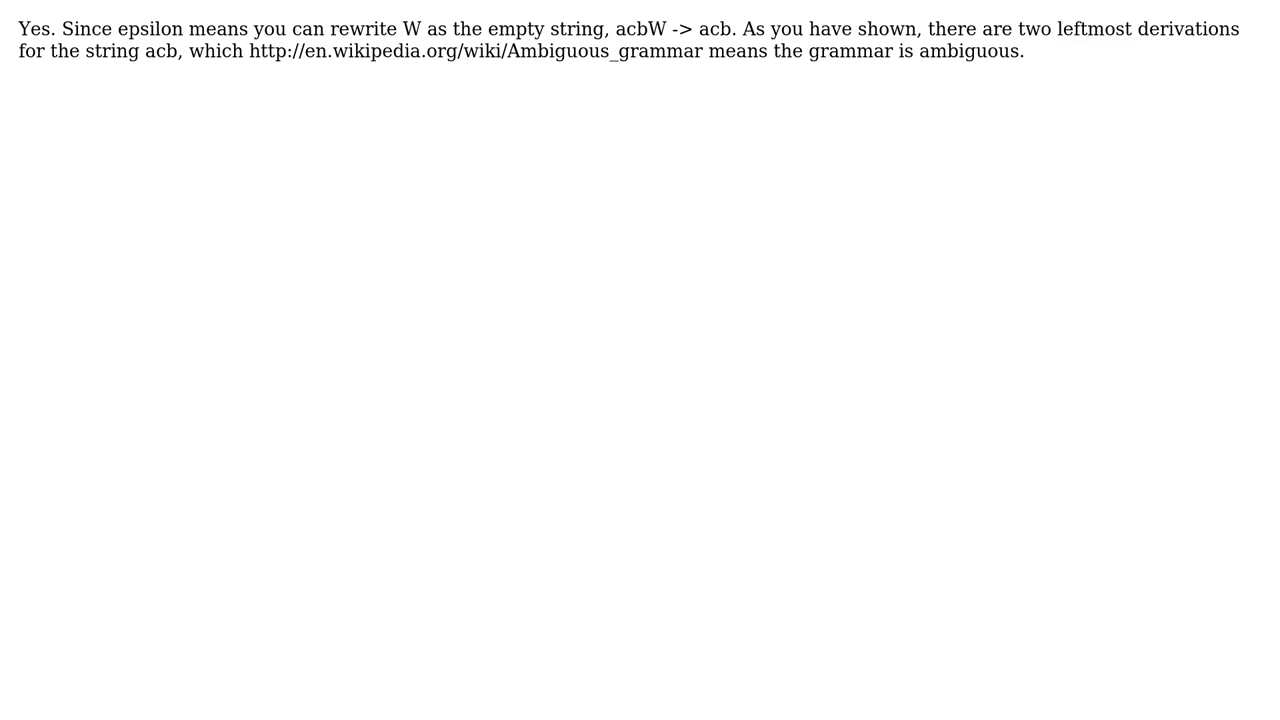 Yes. Since epsilon means you can rewrite W as the empty string, acbW -> acb. As you have shown, there are two leftmost derivations
for the string acb, which http://en.wikipedia.org/wiki/Ambiguous_grammar means the grammar is ambiguous.